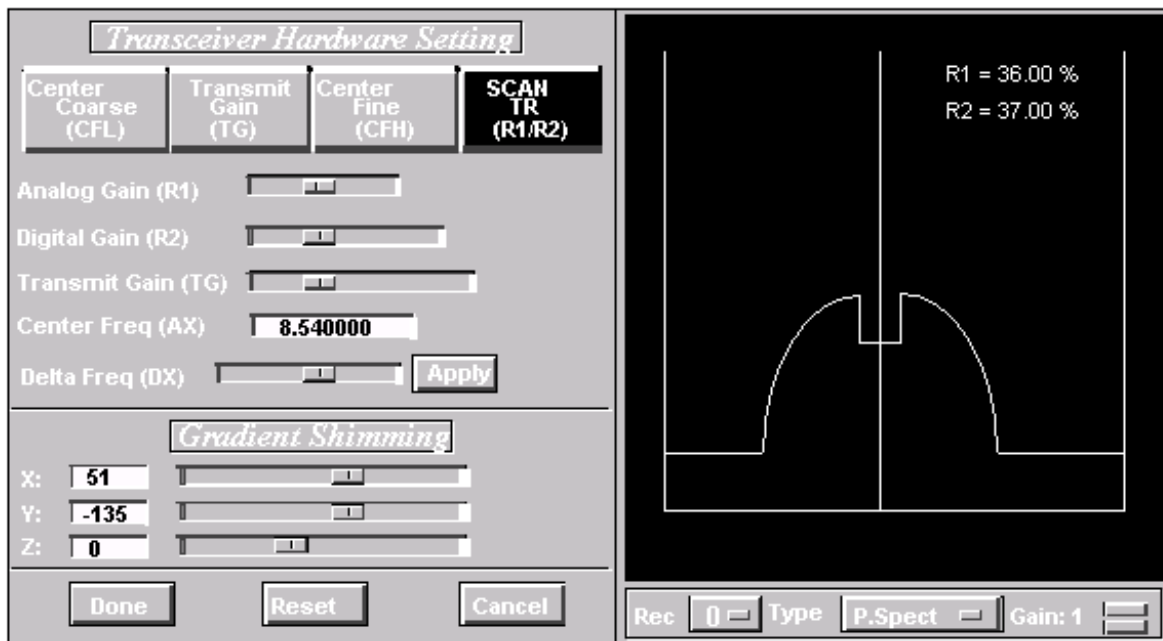 Transceiver Hardware Setting
Center Coarse (CFL)
Transmit Gain (TG)
Center Fine (CFH)
SCAN TR (R1/R2)
Analog Gain (R1)
Digital Gain (R2)
Transmit Gain (TG)
Center Freq (AX) 8.540000
Delta Freq (DX) Apply
Gradient Shimming
X: 51
Y: -135
Z: 0
Done Reset Cancel
R1 = 36.00 %
R2 = 37.00 %
Rec 0 Type P.Spect Gain: 1